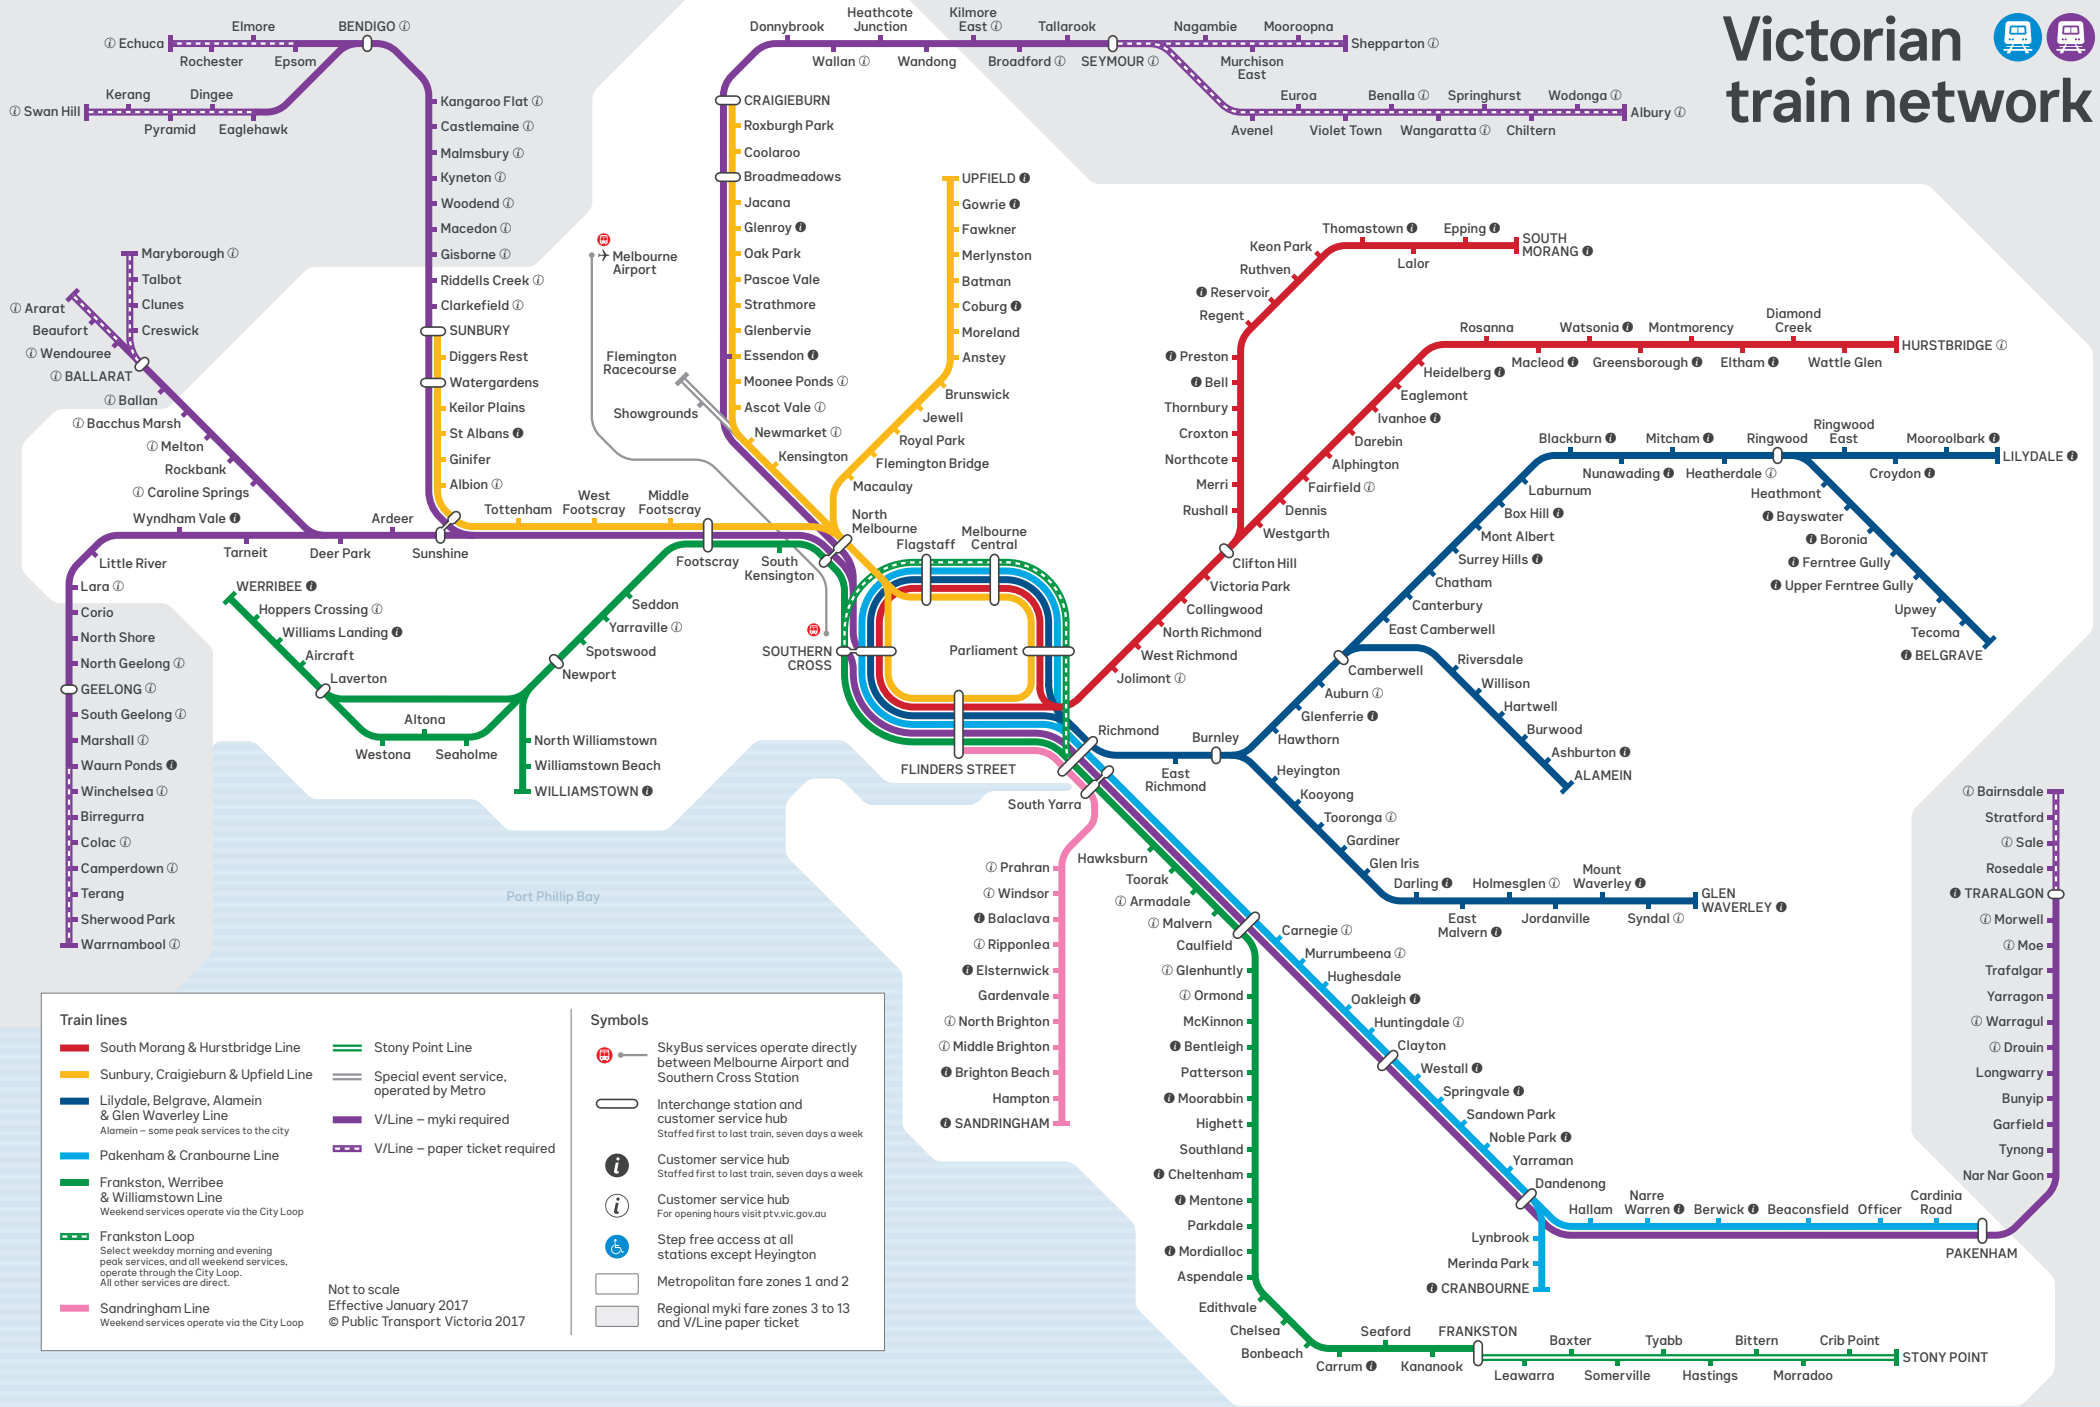 Victorian
train network
Echuca
Elmore
Rochester
Epsom
BENDIGO
Swan Hill
Kerang
Dingee
Pyramid
Eaglehawk
Kangaroo Flat
Castlemaine
Malmsbury
Kyneton
Woodend
Macedon
Gisborne
Riddells Creek
Clarkefield
SUNBURY
Diggers Rest
Watergardens
Keilor Plains
St Albans
Ginifer
Albion
Maryborough
Talbot
Clunes
Creswick
Ararat
Beaufort
Wendouree
BALLARAT
Ballan
Bacchus Marsh
Melton
Rockbank
Caroline Springs
Wyndham Vale
Tarneit
Deer Park
Ardeer
Sunshine
Little River
Lara
Corio
North Shore
North Geelong
GEELONG
South Geelong
Marshall
Waurn Ponds
Winchelsea
Birregurra
Colac
Camperdown
Terang
Sherwood Park
Warrnambool
Donnybrook
Heathcote
Junction
Kilmore
East
Tallarook
Wallan
Wandong
Broadford
SEYMOUR
Nagambie
Mooroopna
Shepparton
Murchison
East
Euroa
Benalla
Springhurst
Wodonga
Albury
Avenel
Violet Town
Wangaratta
Chiltern
CRAIGIEBURN
Roxburgh Park
Coolaroo
Broadmeadows
Jacana
Glenroy
Oak Park
Pascoe Vale
Strathmore
Glenbervie
Essendon
Moonee Ponds
Ascot Vale
Newmarket
Kensington
Melbourne
Airport
Flemington
Racecourse
Showgrounds
UPFIELD
Gowrie
Fawkner
Merlynston
Batman
Coburg
Moreland
Anstey
Brunswick
Jewell
Royal Park
Flemington Bridge
Macaulay
Tottenham
West
Footscray
Middle
Footscray
Footscray
South
Kensington
North
Melbourne
Flagstaff
Melbourne
Central
SOUTHERN
CROSS
Parliament
FLINDERS STREET
WERRIBEE
Hoppers Crossing
Williams Landing
Aircraft
Laverton
Altona
Westona
Seaholme
Seddon
Yarraville
Spotswood
Newport
North Williamstown
Williamstown Beach
WILLIAMSTOWN
Port Phillip Bay
SOUTH
MORANG
Epping
Lalor
Thomastown
Keon Park
Ruthven
Reservoir
Regent
Preston
Bell
Thornbury
Croxton
Northcote
Merri
Rushall
HURSTBRIDGE
Wattle Glen
Diamond
Creek
Eltham
Montmorency
Greensborough
Watsonia
Macleod
Rosanna
Heidelberg
Eaglemont
Ivanhoe
Darebin
Alphington
Fairfield
Dennis
Westgarth
Clifton Hill
Victoria Park
Collingwood
North Richmond
West Richmond
Jolimont
LILYDALE
Mooroolbark
Croydon
Ringwood
East
Ringwood
Heatherdale
Mitcham
Nunawading
Blackburn
Laburnum
Box Hill
Mont Albert
Surrey Hills
Chatham
Canterbury
East Camberwell
Camberwell
Auburn
Glenferrie
Hawthorn
Heathmont
Bayswater
Boronia
Ferntree Gully
Upper Ferntree Gully
Upwey
Tecoma
BELGRAVE
Riversdale
Willison
Hartwell
Burwood
Ashburton
ALAMEIN
Richmond
East
Richmond
Burnley
Heyington
Kooyong
Tooronga
Gardiner
Glen Iris
Darling
East
Malvern
Holmesglen
Jordanville
Mount
Waverley
Syndal
GLEN
WAVERLEY
South Yarra
Prahran
Windsor
Balaclava
Ripponlea
Elsternwick
Gardenvale
North Brighton
Middle Brighton
Brighton Beach
Hampton
SANDRINGHAM
Hawksburn
Toorak
Armadale
Malvern
Caulfield
Glenhuntly
Ormond
McKinnon
Bentleigh
Patterson
Moorabbin
Highett
Southland
Cheltenham
Mentone
Parkdale
Mordialloc
Aspendale
Edithvale
Chelsea
Bonbeach
Carrum
Seaford
Kananook
FRANKSTON
Leawarra
Baxter
Somerville
Tyabb
Hastings
Bittern
Morradoo
Crib Point
STONY POINT
Carnegie
Murrumbeena
Hughesdale
Oakleigh
Huntingdale
Clayton
Westall
Springvale
Sandown Park
Noble Park
Yarraman
Dandenong
Hallam
Narre
Warren
Berwick
Beaconsfield
Officer
Cardinia
Road
PAKENHAM
Lynbrook
Merinda Park
CRANBOURNE
Bairnsdale
Stratford
Sale
Rosedale
TRARALGON
Morwell
Moe
Trafalgar
Yarragon
Warragul
Drouin
Longwarry
Bunyip
Garfield
Tynong
Nar Nar Goon
Train lines
South Morang & Hurstbridge Line
Sunbury, Craigieburn & Upfield Line
Lilydale, Belgrave, Alamein
& Glen Waverley Line
Alamein – some peak services to the city
Pakenham & Cranbourne Line
Frankston, Werribee
& Williamstown Line
Weekend services operate via the City Loop
Frankston Loop
Select weekday morning and evening
peak services, and all weekend services,
operate through the City Loop.
All other services are direct.
Sandringham Line
Weekend services operate via the City Loop
Stony Point Line
Special event service,
operated by Metro
V/Line – myki required
V/Line – paper ticket required
Not to scale
Effective January 2017
© Public Transport Victoria 2017
Symbols
SkyBus services operate directly
between Melbourne Airport and
Southern Cross Station
Interchange station and
customer service hub
Staffed first to last train, seven days a week
Customer service hub
Staffed first to last train, seven days a week
Customer service hub
For opening hours visit ptv.vic.gov.au
Step free access at all
stations except Heyington
Metropolitan fare zones 1 and 2
Regional myki fare zones 3 to 13
and V/Line paper ticket